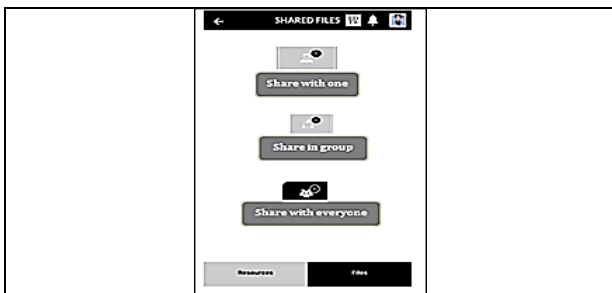 SHARED FILES
Share with one
Share in group
Share with everyone
Resources Files